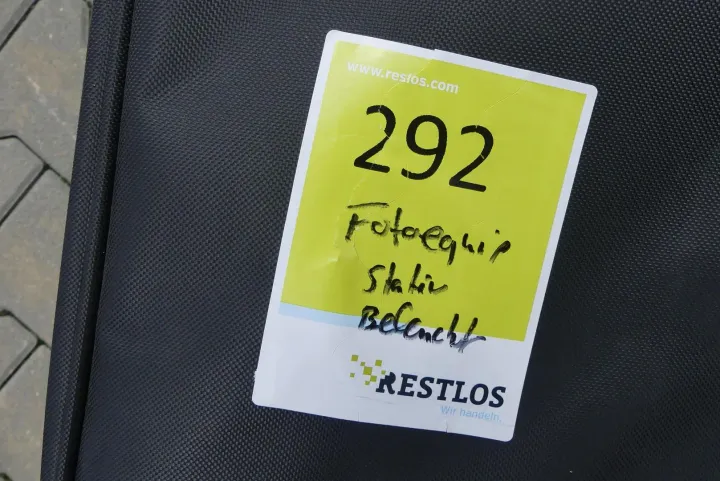 www.restlos.com
292
Fotoequip
Stativ
Beleucht
RESTLOS
Wir handeln.